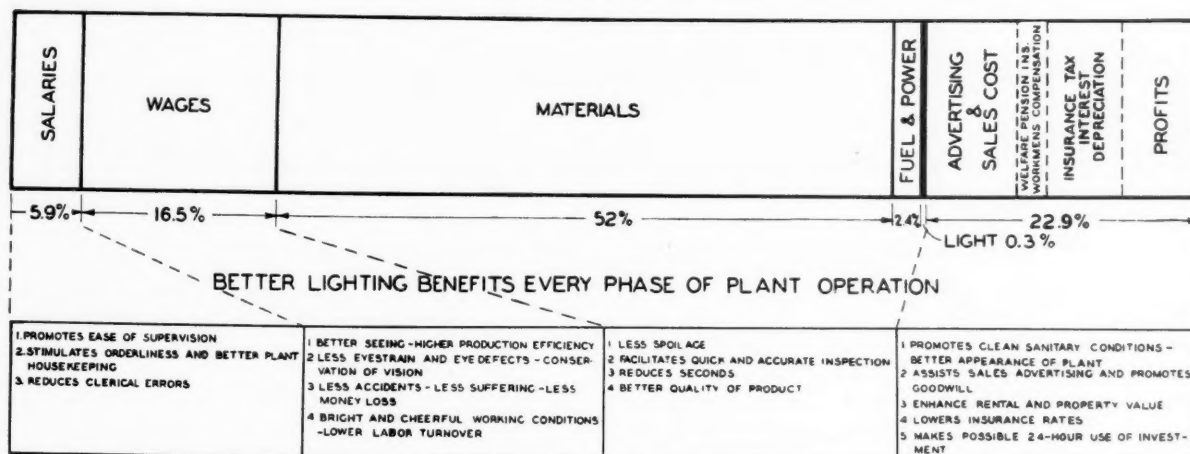 SALARIES
WAGES
MATERIALS
FUEL & POWER
ADVERTISING
&
SALES COST
WELFARE PENSION INS.
WORKMENS COMPENSATION
INSURANCE TAX
INTEREST
DEPRECIATION
PROFITS
5.9%
16.5%
52%
2.4%
22.9%
LIGHT 0.3%
BETTER LIGHTING BENEFITS EVERY PHASE OF PLANT OPERATION
1. PROMOTES EASE OF SUPERVISION
2. STIMULATES ORDERLINESS AND BETTER PLANT
HOUSEKEEPING
3. REDUCES CLERICAL ERRORS
1 BETTER SEEING - HIGHER PRODUCTION EFFICIENCY
2 LESS EYESTRAIN AND EYE DEFECTS - CONSER-
VATION OF VISION
3 LESS ACCIDENTS - LESS SUFFERING - LESS
MONEY LOSS
4 BRIGHT AND CHEERFUL WORKING CONDITIONS
- LOWER LABOR TURNOVER
1 LESS SPOILAGE
2 FACILITATES QUICK AND ACCURATE INSPECTION
3 REDUCES SECONDS
4 BETTER QUALITY OF PRODUCT
1 PROMOTES CLEAN SANITARY CONDITIONS -
BETTER APPEARANCE OF PLANT
2 ASSISTS SALES ADVERTISING AND PROMOTES
GOODWILL
3 ENHANCE RENTAL AND PROPERTY VALUE
4 LOWERS INSURANCE RATES
5 MAKES POSSIBLE 24-HOUR USE OF INVEST-
MENT